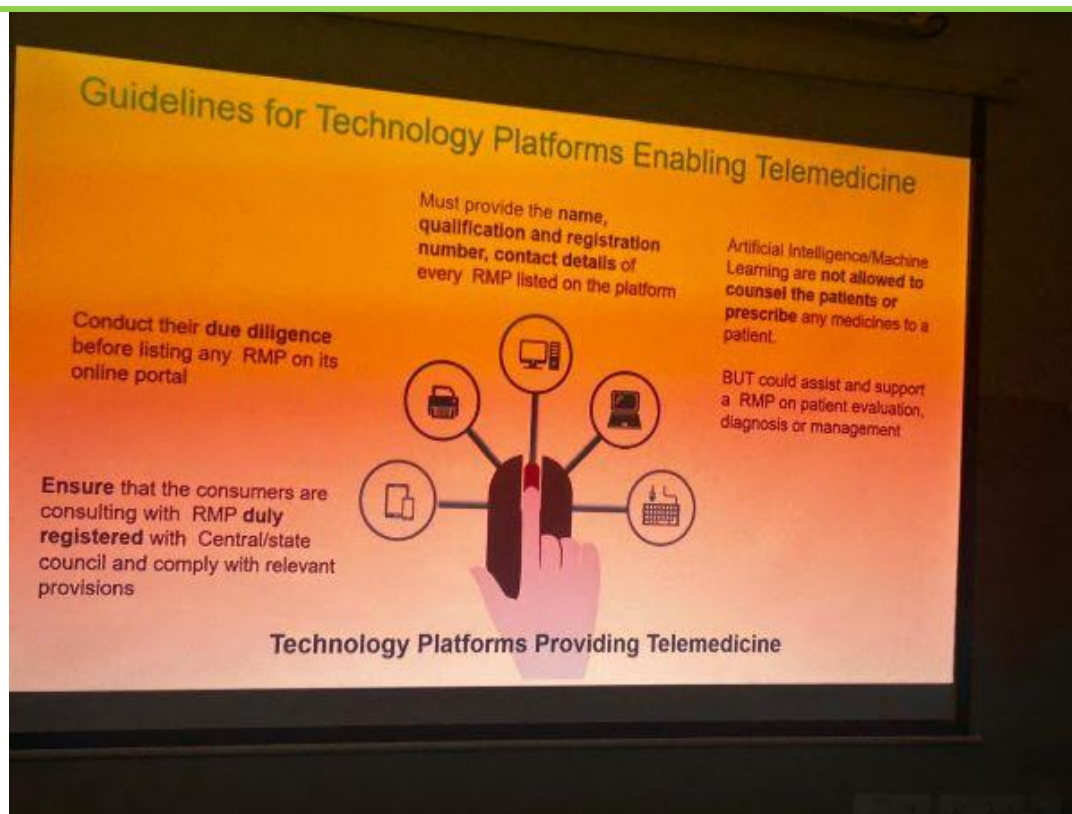 Guidelines for Technology Platforms Enabling Telemedicine
Must provide the name,
qualification and registration
number, contact details of
every RMP listed on the platform
Artificial Intelligence/Machine
Learning are not allowed to
counsel the patients or
prescribe any medicines to a
patient.
BUT could assist and support
a RMP on patient evaluation,
diagnosis or management
Conduct their due diligence
before listing any RMP on its
online portal
Ensure that the consumers are
consulting with RMP duly
registered with Central/state
council and comply with relevant
provisions
Technology Platforms Providing Telemedicine